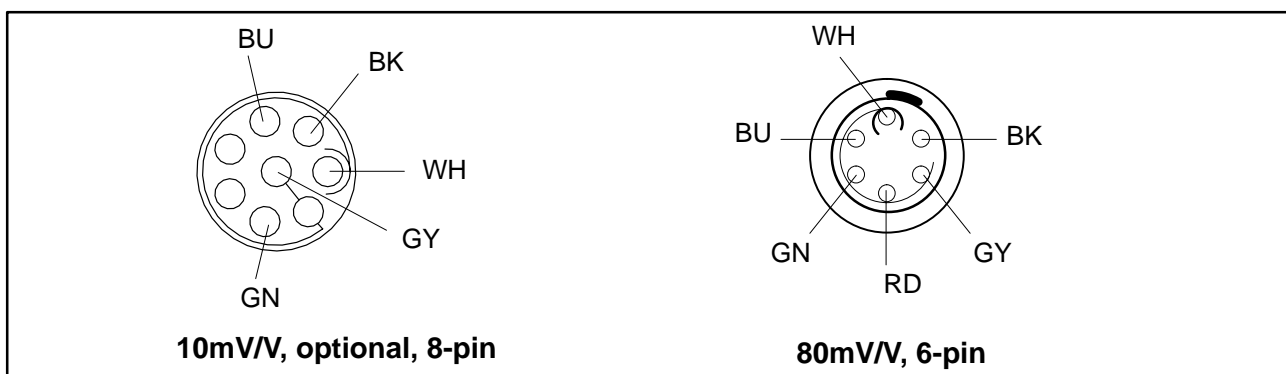 BU
BK
WH
GY
GN
10mV/V, optional, 8-pin
WH
BU
BK
GN
GY
RD
80mV/V, 6-pin